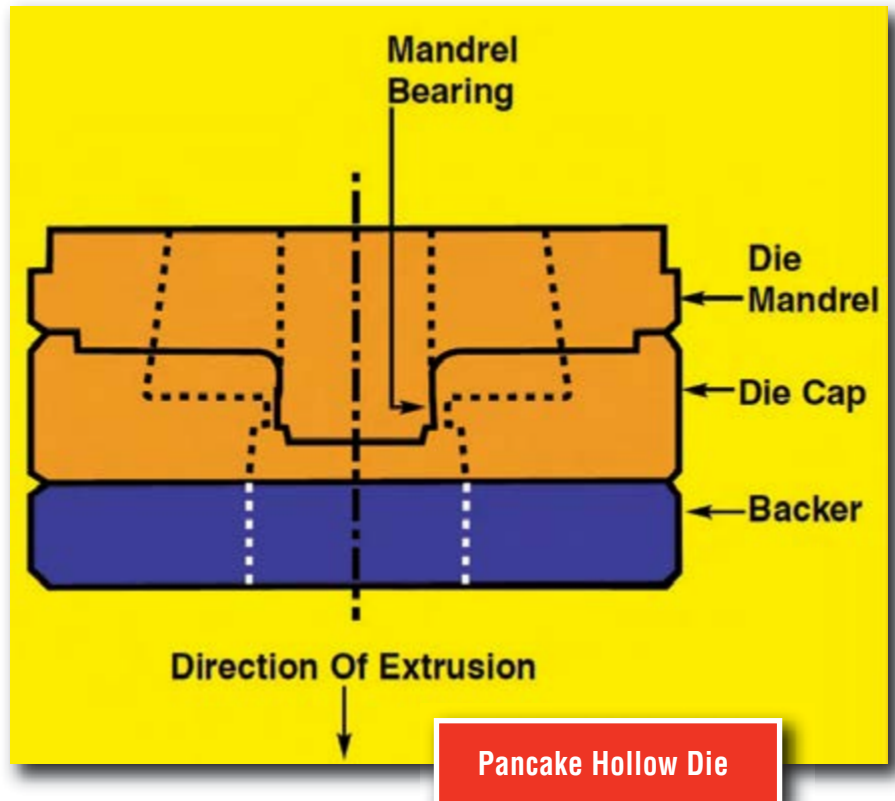 Mandrel
Bearing
Die
Mandrel
Die Cap
Backer
Direction Of Extrusion
Pancake Hollow Die